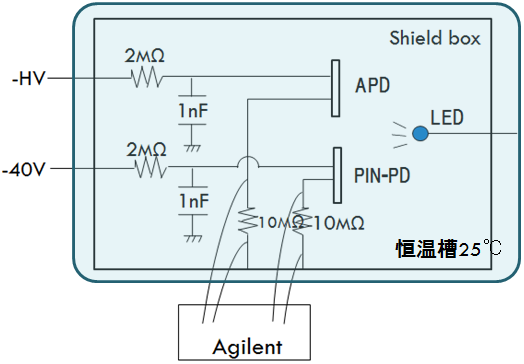 Shield box
2MΩ
-HV
APD
1nF
LED
2MΩ
-40V
PIN-PD
1nF
10MΩ 10MΩ
恒温槽25℃
Agilent